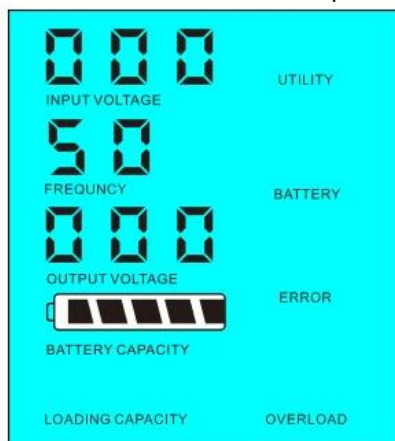 000
UTILITY
INPUT VOLTAGE
50
FREQUNCY
BATTERY
000
OUTPUT VOLTAGE
ERROR
BATTERY CAPACITY
LOADING CAPACITY OVERLOAD